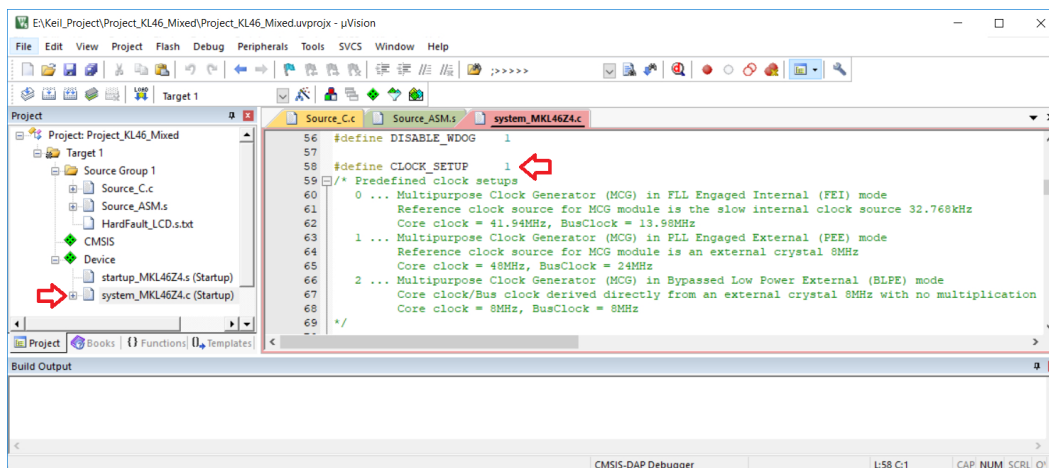 E:\Keil_Project\Project_KL46_Mixed\Project_KL46_Mixed.uvprojx - µVision
File Edit View Project Flash Debug Peripherals Tools SVCS Window Help
;>>>>>
LOAD Target 1
Project
Project: Project_KL46_Mixed
Target 1
Source Group 1
Source_C.c
Source_ASM.s
HardFault_LCD.s.txt
CMSIS
Device
startup_MKL46Z4.s (Startup)
system_MKL46Z4.c (Startup)
Project Books {} Functions Templates
Source_C.c Source_ASM.s system_MKL46Z4.c
56 #define DISABLE_WDOG 1
57
58 #define CLOCK_SETUP 1
59 /* Predefined clock setups
60 0 ... Multipurpose Clock Generator (MCG) in FLL Engaged Internal (FEI) mode
61 Reference clock source for MCG module is the slow internal clock source 32.768kHz
62 Core clock = 41.94MHz, BusClock = 13.98MHz
63 1 ... Multipurpose Clock Generator (MCG) in PLL Engaged External (PEE) mode
64 Reference clock source for MCG module is an external crystal 8MHz
65 Core clock = 48MHz, BusClock = 24MHz
66 2 ... Multipurpose Clock Generator (MCG) in Bypassed Low Power External (BLPE) mode
67 Core clock/Bus clock derived directly from an external crystal 8MHz with no multiplication
68 Core clock = 8MHz, BusClock = 8MHz
69 */
Build Output
CMSIS-DAP Debugger L:58 C:1 CAP NUM SCRL